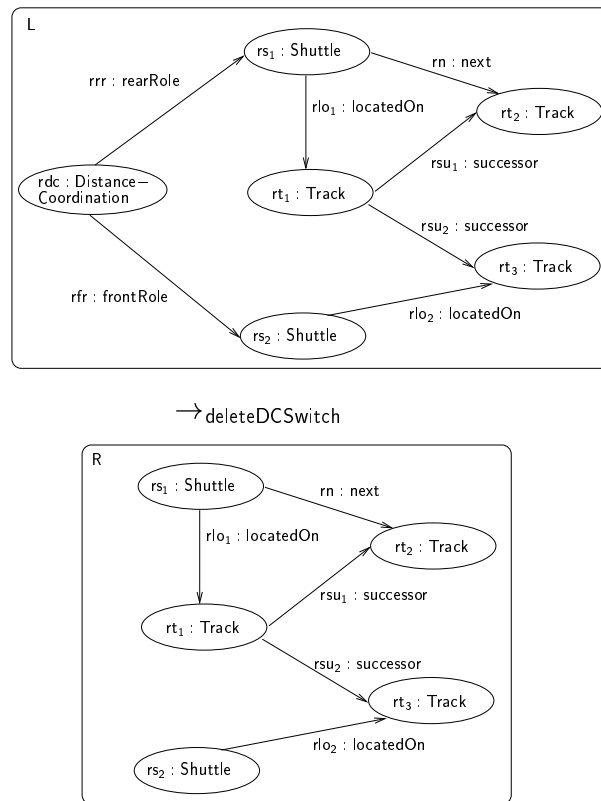 L
rs₁ : Shuttle
rn : next
rrr : rearRole
rlo₁ : locatedOn
rt₂ : Track
rsu₁ : successor
rdc : Distance−
Coordination
rt₁ : Track
rsu₂ : successor
rt₃ : Track
rfr : frontRole
rlo₂ : locatedOn
rs₂ : Shuttle
→deleteDCSwitch
R
rs₁ : Shuttle
rn : next
rlo₁ : locatedOn
rt₂ : Track
rsu₁ : successor
rt₁ : Track
rsu₂ : successor
rt₃ : Track
rlo₂ : locatedOn
rs₂ : Shuttle